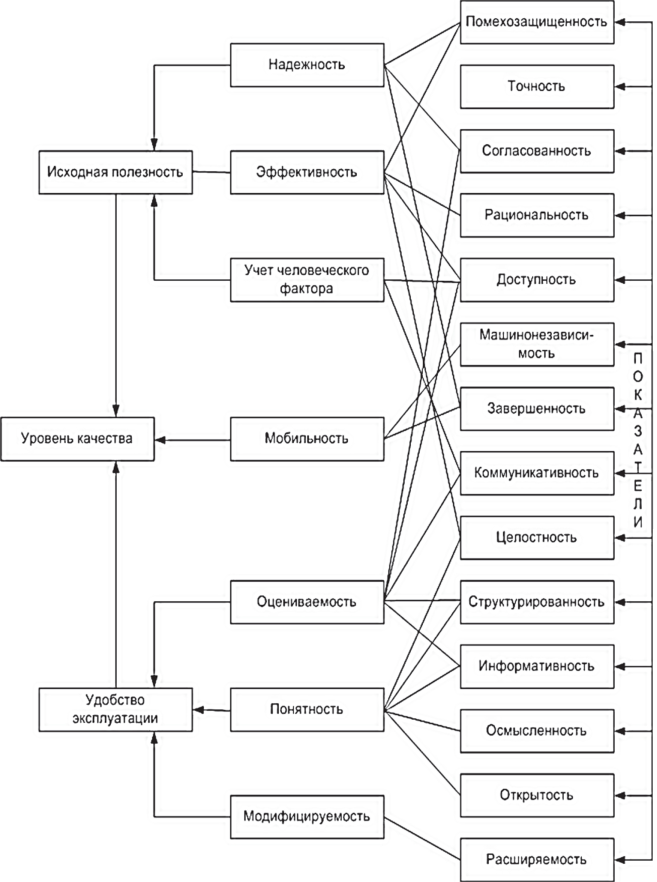 Помехозащищенность
Надежность
Точность
Согласованность
Исходная полезность
Эффективность
Рациональность
Учет человеческого
фактора
Доступность
Машинонезависи-
мость
ПОКАЗАТЕЛИ
Завершенность
Уровень качества
Мобильность
Коммуникативность
Целостность
Оцениваемость
Структурированность
Информативность
Удобство
эксплуатации
Понятность
Осмысленность
Открытость
Модифицируемость
Расширяемость